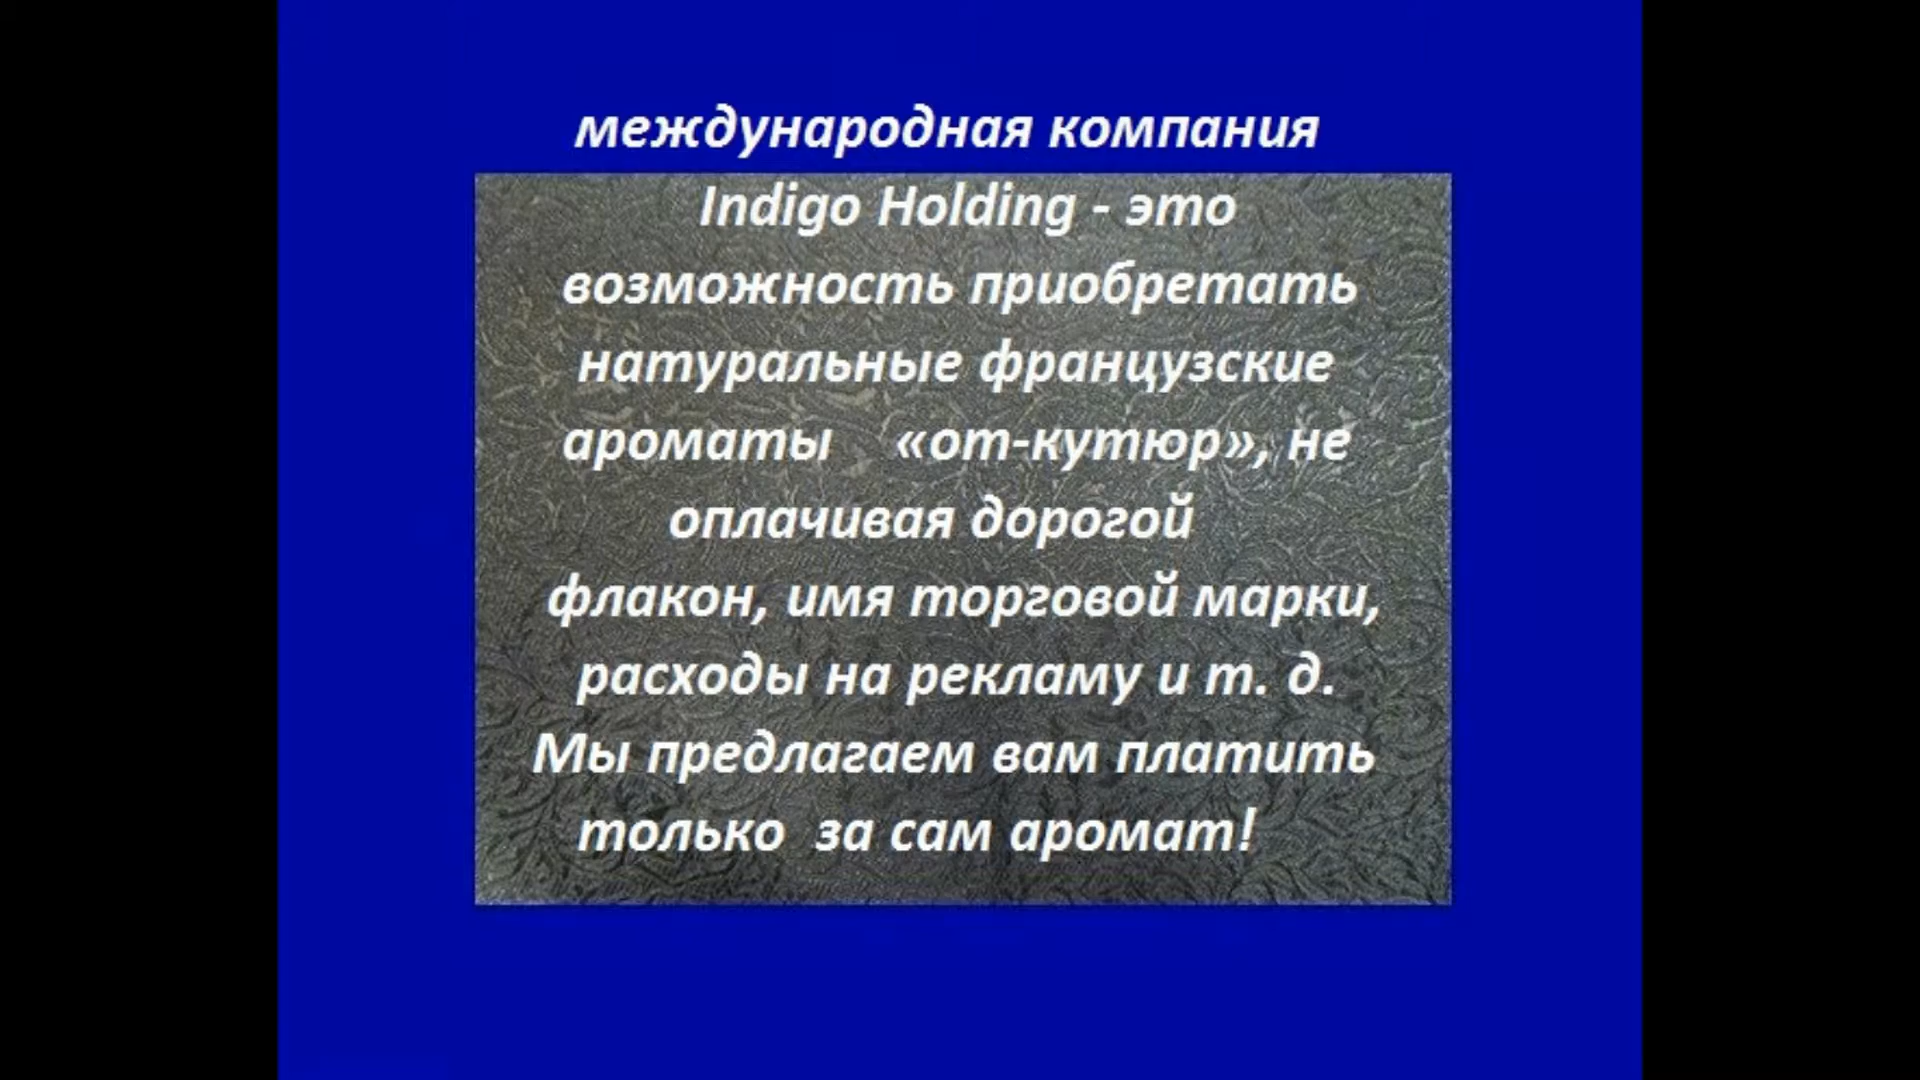 международная компания
Indigo Holding - это
возможность приобретать
натуральные французские
ароматы «от-кутюр», не
оплачивая дорогой
флакон, имя торговой марки,
расходы на рекламу и т. д.
Мы предлагаем вам платить
только за сам аромат!